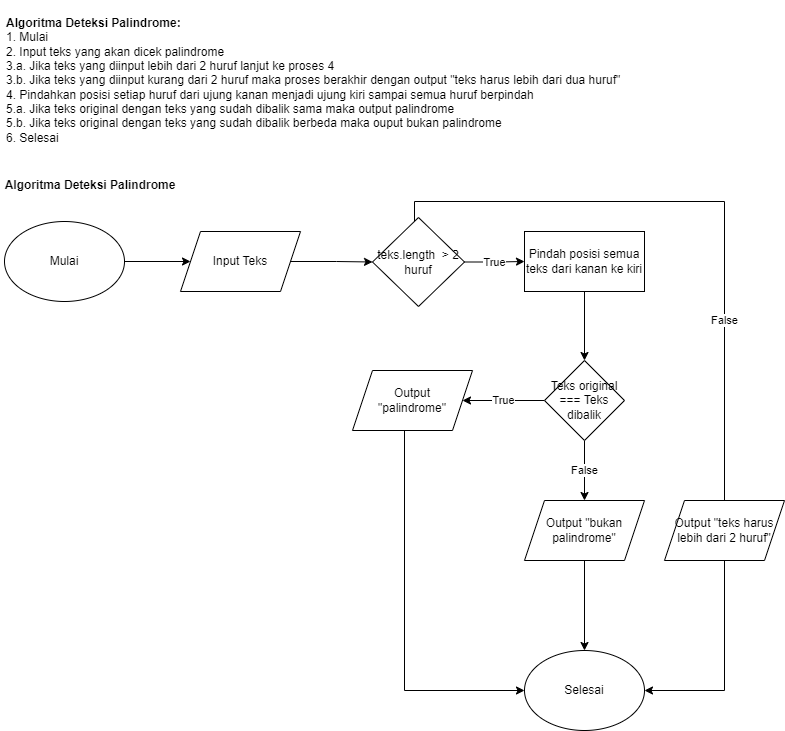 Algoritma Deteksi Palindrome:
1. Mulai
2. Input teks yang akan dicek palindrome
3.a. Jika teks yang diinput lebih dari 2 huruf lanjut ke proses 4
3.b. Jika teks yang diinput kurang dari 2 huruf maka proses berakhir dengan output "teks harus lebih dari dua huruf"
4. Pindahkan posisi setiap huruf dari ujung kanan menjadi ujung kiri sampai semua huruf berpindah
5.a. Jika teks original dengan teks yang sudah dibalik sama maka output palindrome
5.b. Jika teks original dengan teks yang sudah dibalik berbeda maka ouput bukan palindrome
6. Selesai
Algoritma Deteksi Palindrome
Mulai
Input Teks
teks.length > 2
huruf
True
Pindah posisi semua
teks dari kanan ke kiri
False
Teks original
=== Teks
dibalik
True
Output
"palindrome"
False
Output "bukan
palindrome"
Output "teks harus
lebih dari 2 huruf"
Selesai